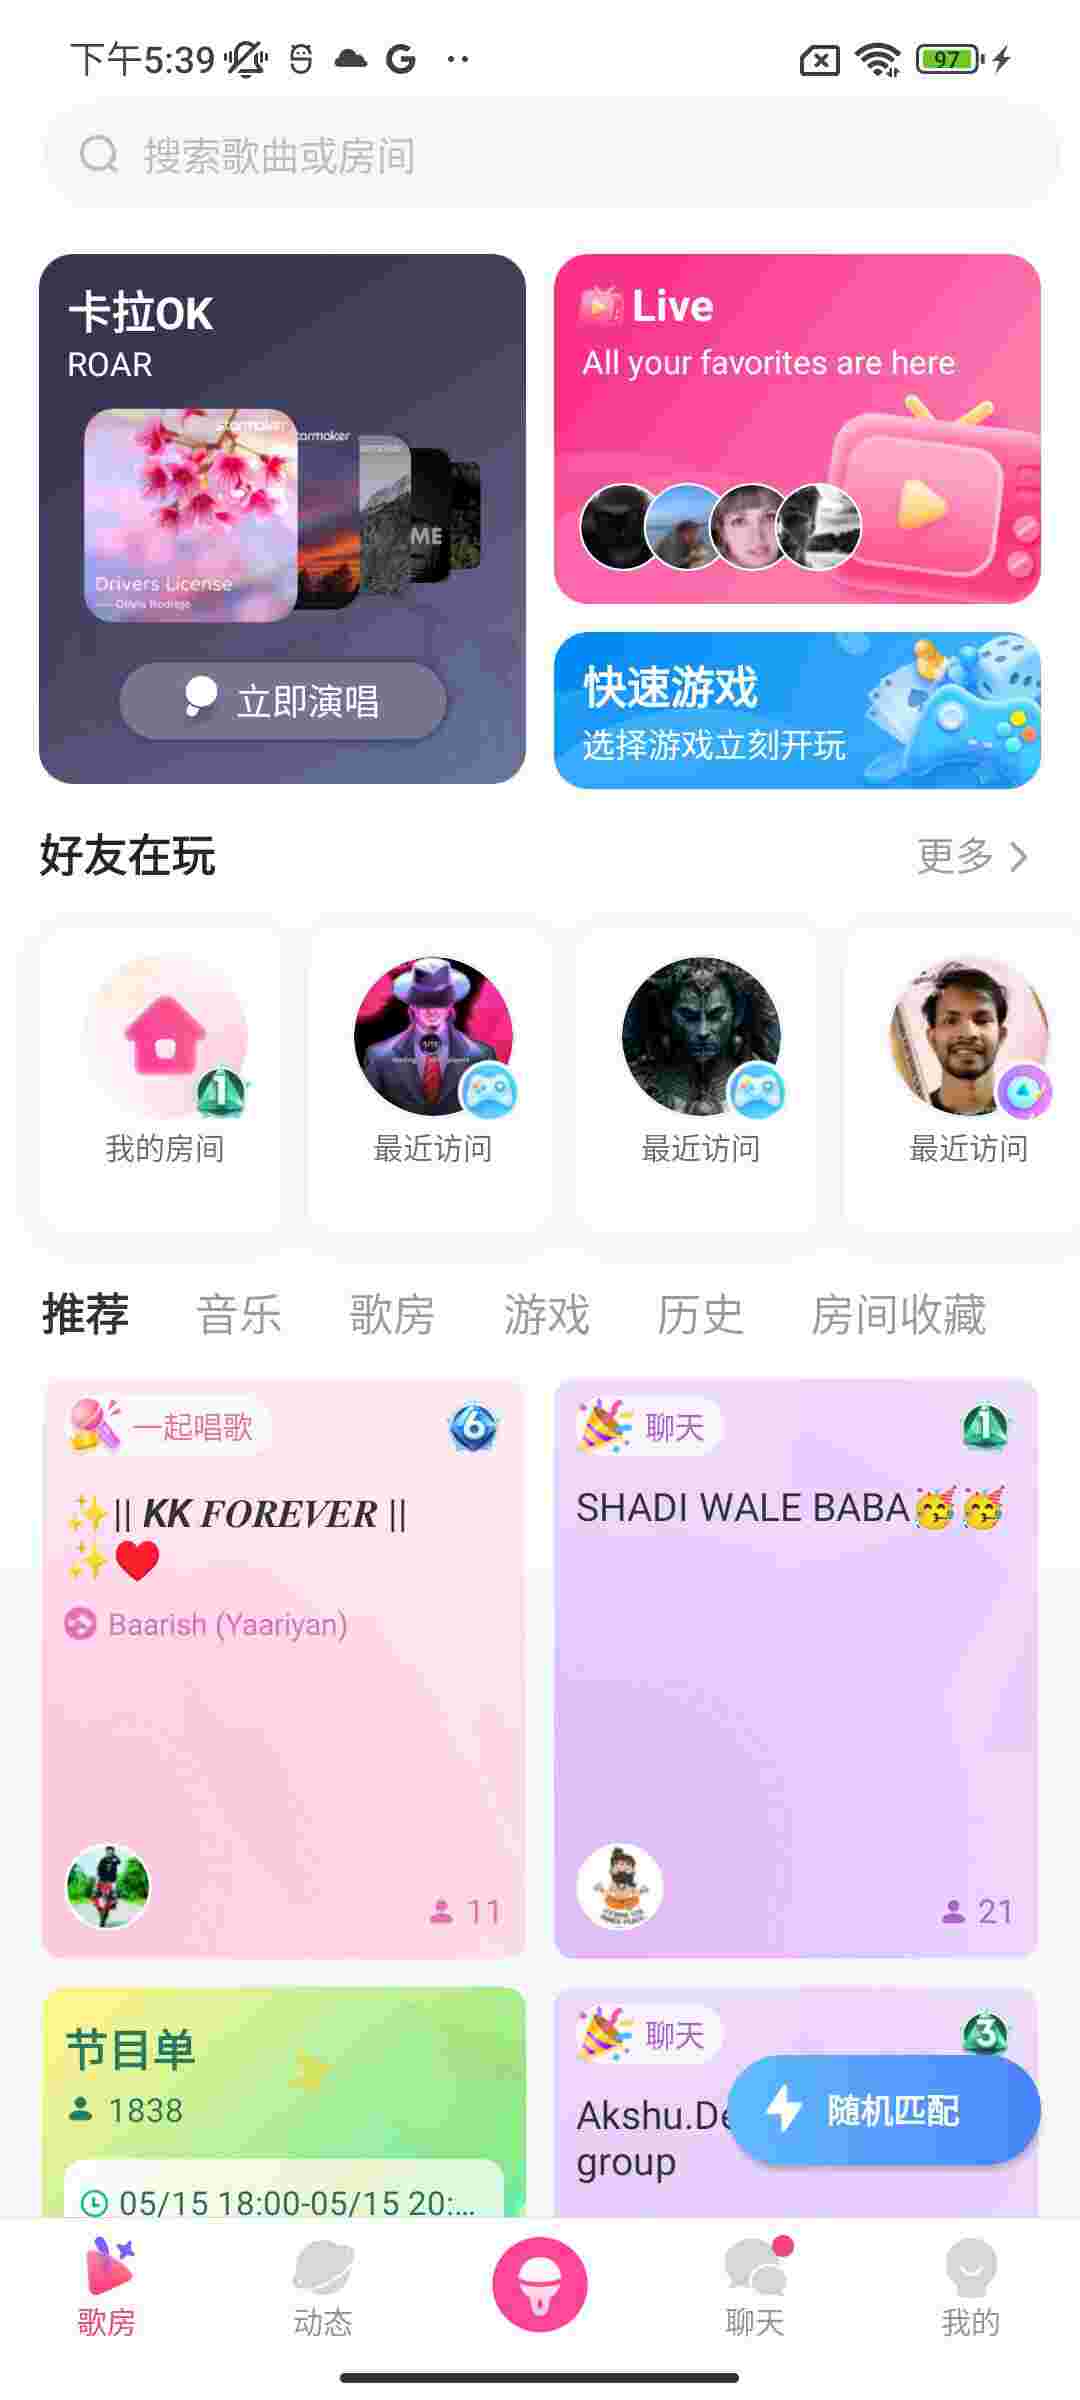 下午5:39
97
搜索歌曲或房间
卡拉OK
ROAR
starmaker
starmaker
ME
Drivers License
Olivia Rodrigo
立即演唱
Live
All your favorites are here
快速游戏
选择游戏立刻开玩
好友在玩
更多
1
我的房间
最近访问
最近访问
最近访问
推荐 音乐 歌房 游戏 历史 房间收藏
一起唱歌
6
✨|| KK FOREVER ||
✨❤️
Baarish (Yaariyan)
11
聊天
1
SHADI WALE BABA🥳🥳
21
节目单
1838
05/15 18:00-05/15 20:...
聊天
3
Akshu.De
group
随机匹配
歌房 动态 聊天 我的